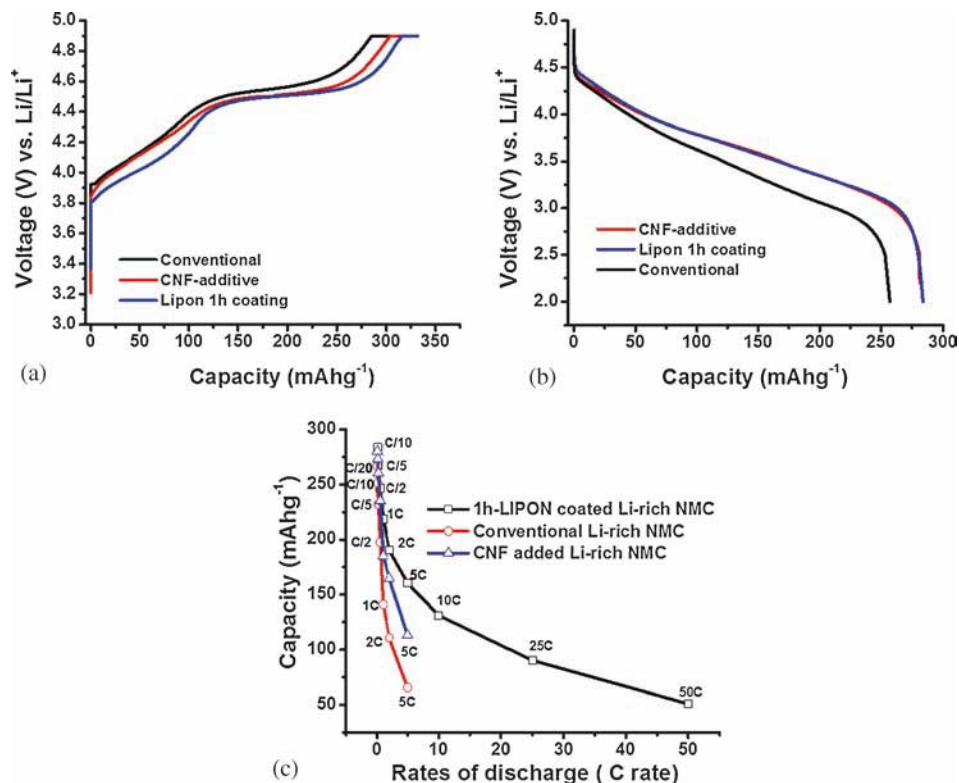 5.0
4.8
4.6
4.4
4.2
4.0
3.8
3.6
3.4
3.2
3.0
Voltage (V) vs. Li/Li+
Conventional
CNF-additive
Lipon 1h coating
0 50 100 150 200 250 300 350
Capacity (mAhg-1)
(a)
5.0
4.5
4.0
3.5
3.0
2.5
2.0
Voltage (V) vs. Li/Li+
CNF-additive
Lipon 1h coating
Conventional
0 50 100 150 200 250 300
Capacity (mAhg-1)
(b)
300
250
200
150
100
50
Capacity (mAhg-1)
C/10
C/20
C/5
C/10
C/2
C/5
1C
C/2
2C
5C
1C
10C
2C
5C
25C
5C
50C
1h-LIPON coated Li-rich NMC
Conventional Li-rich NMC
CNF added Li-rich NMC
0 10 20 30 40 50
Rates of discharge ( C rate)
(c)